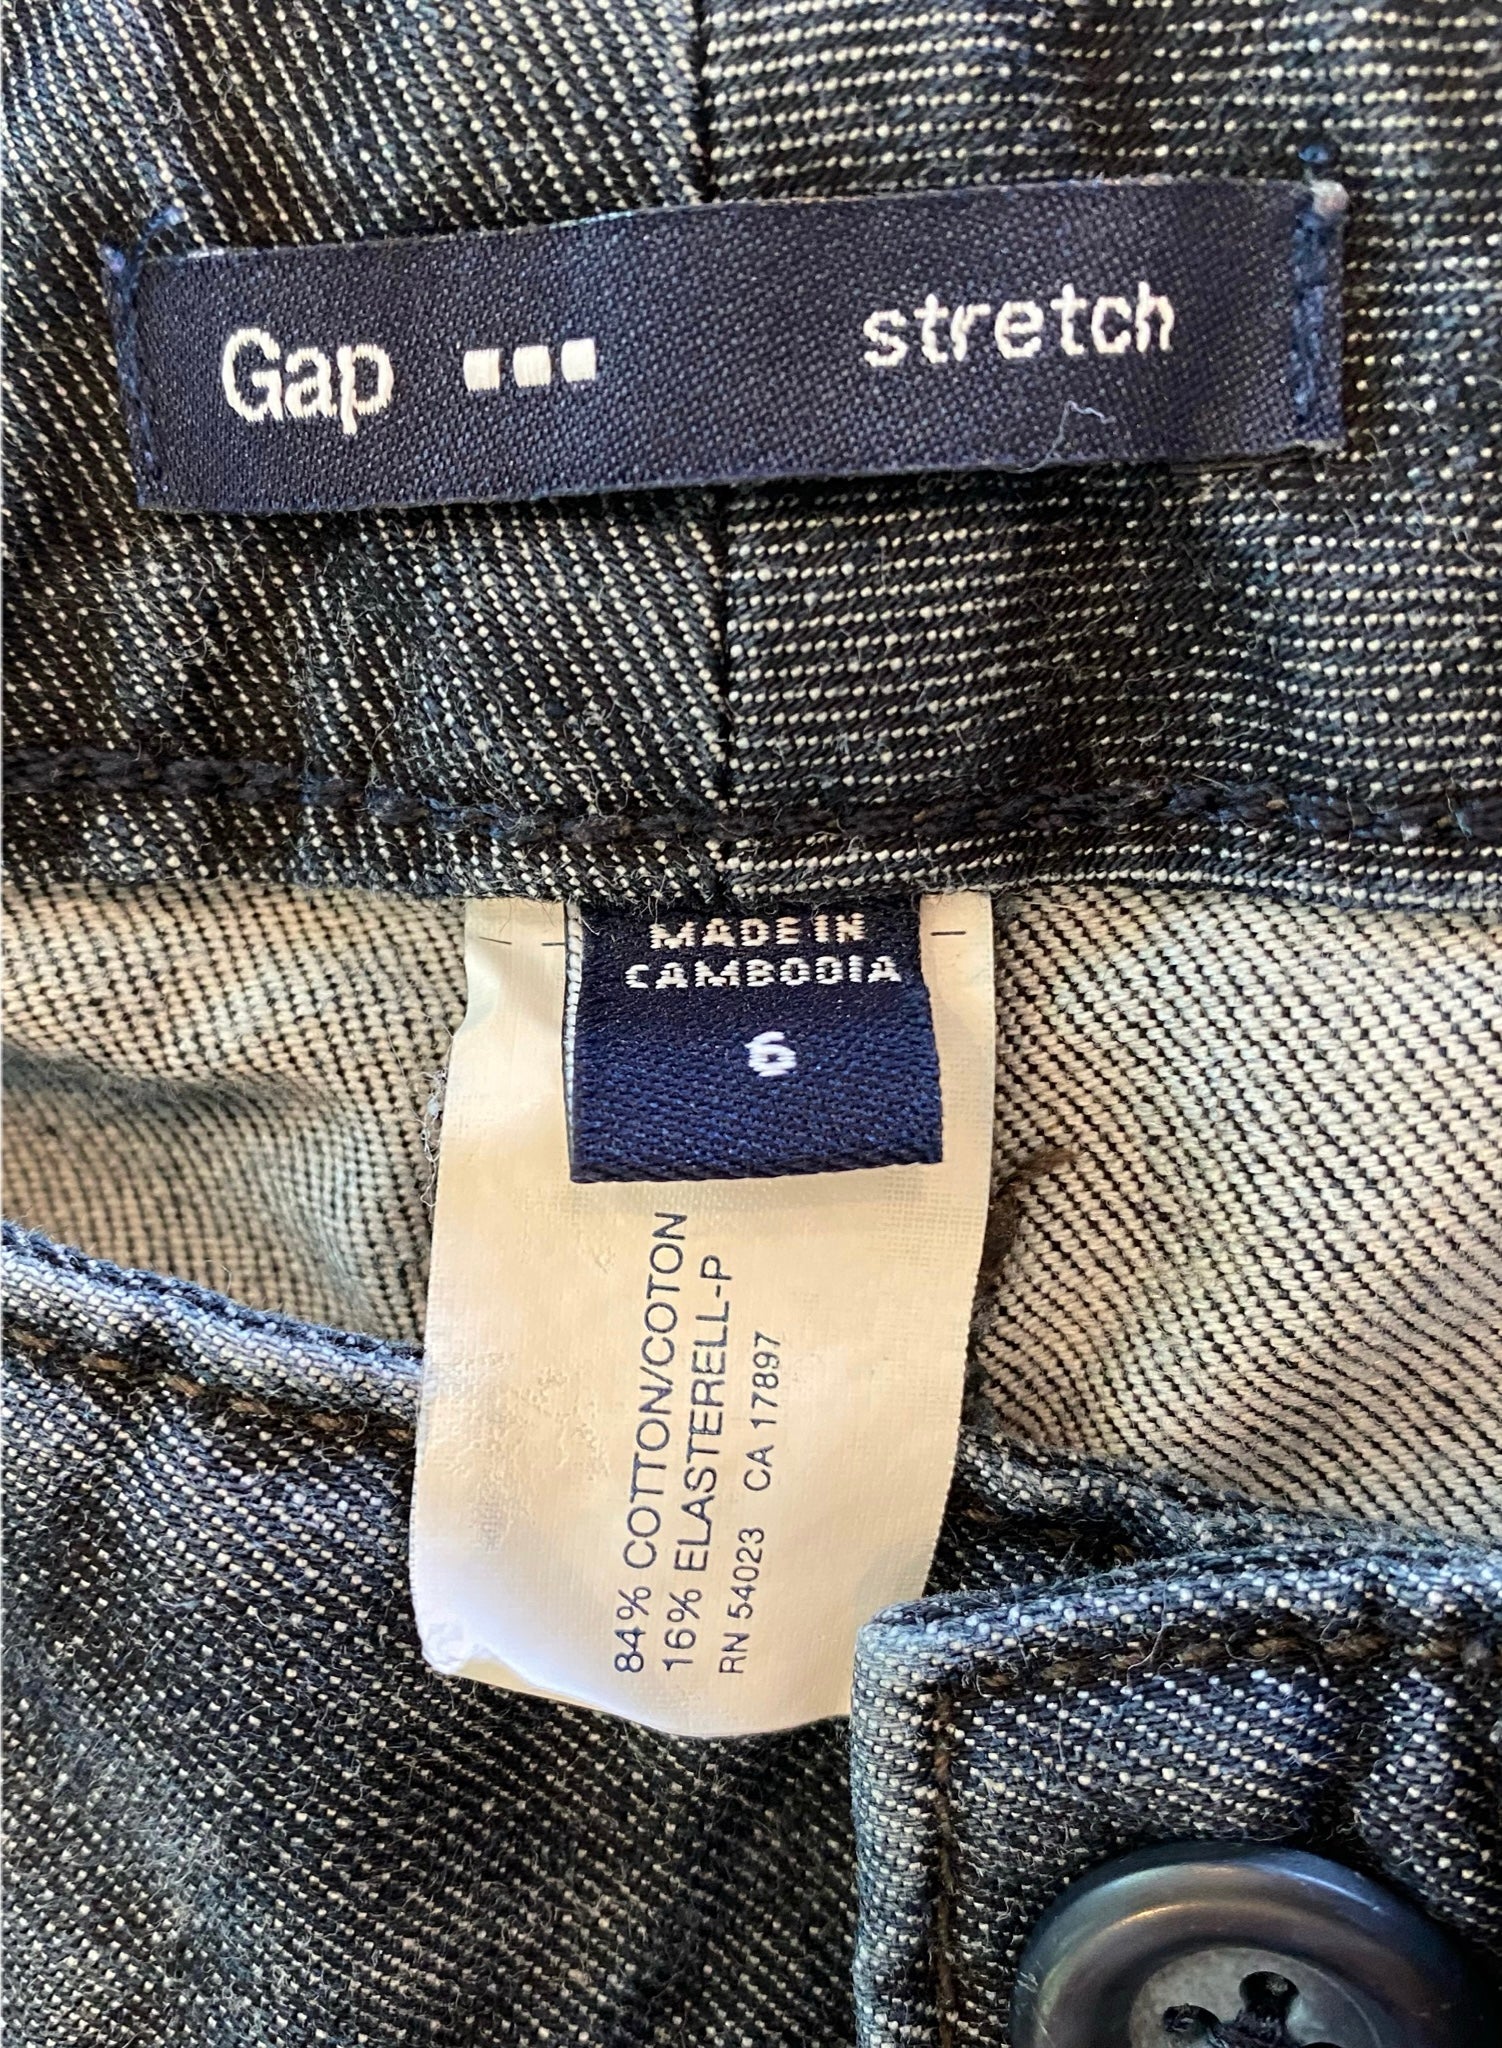 Gap stretch
MADE IN
CAMBODIA
6
84% COTTON/COTON
16% ELASTERELL-P
RN 54023 CA 17897